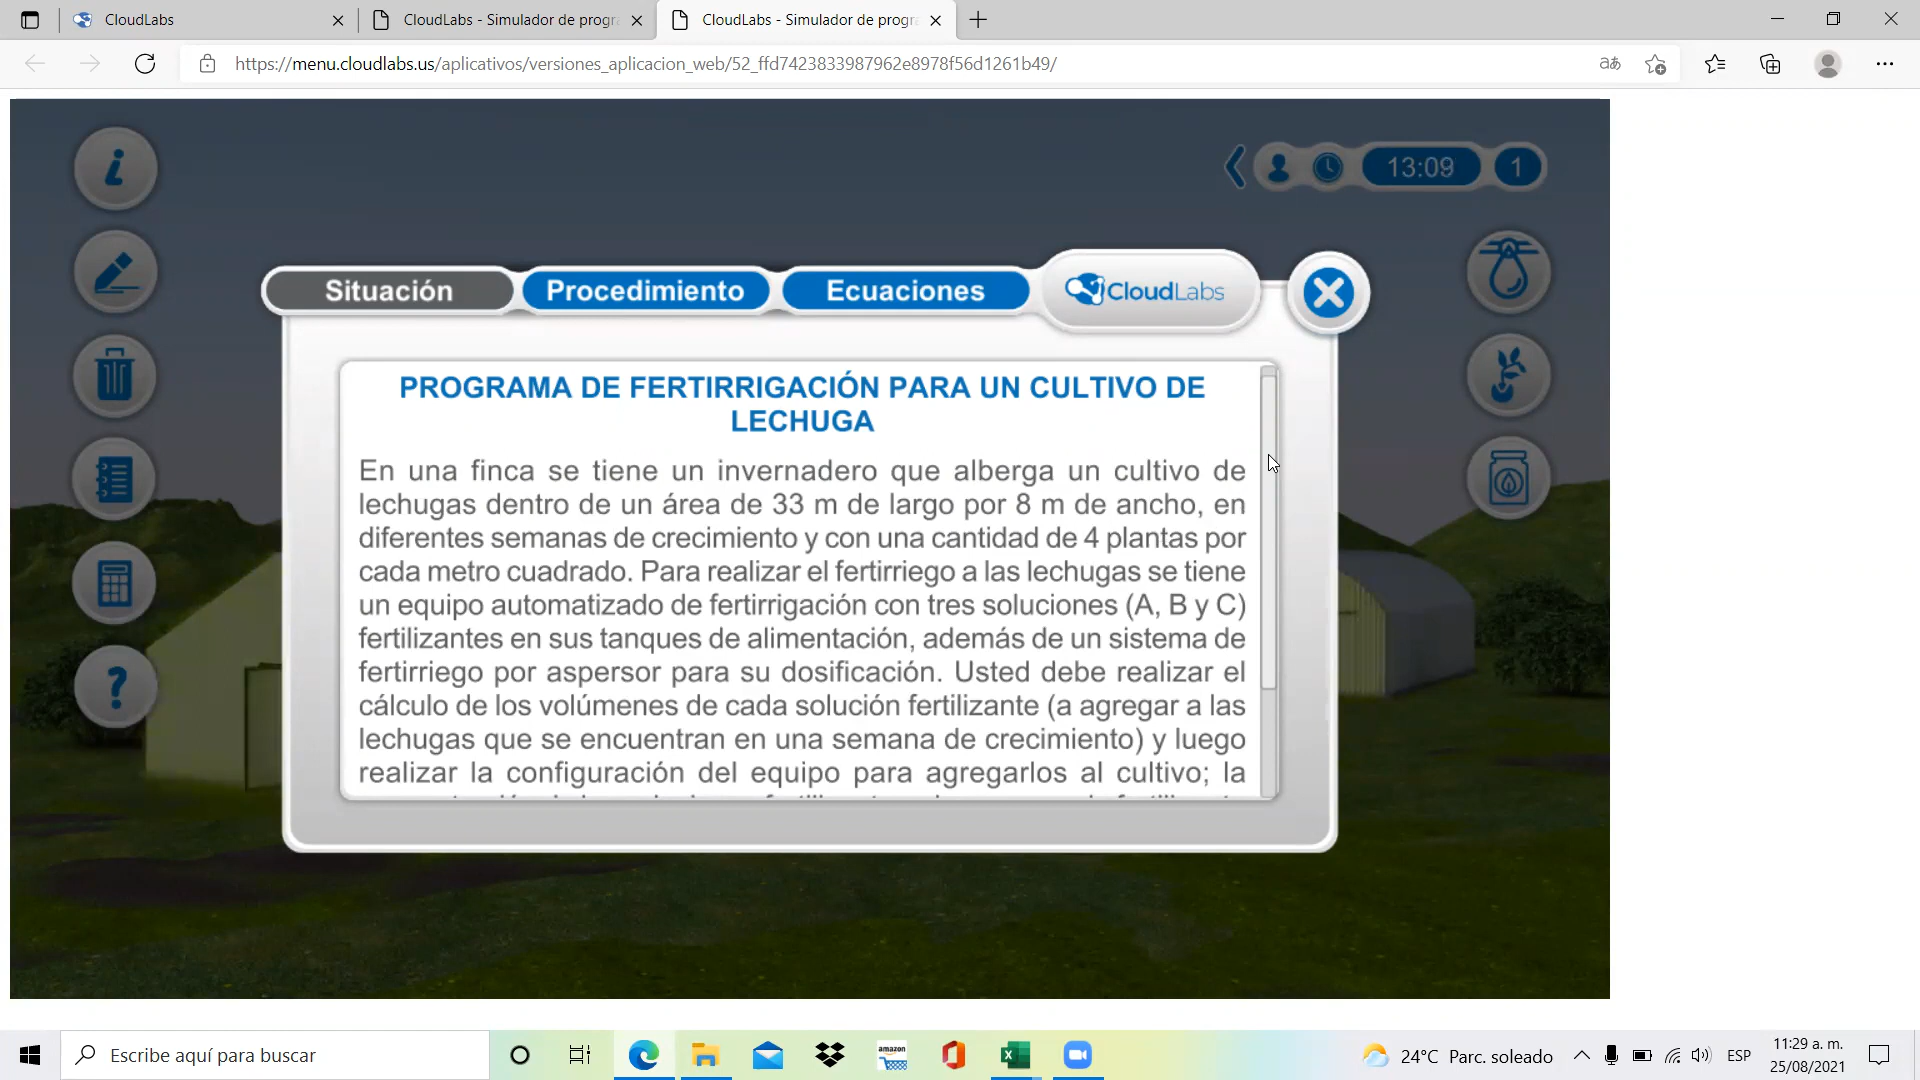 CloudLabs
CloudLabs - Simulador de progra
CloudLabs - Simulador de progra
https://menu.cloudlabs.us/aplicativos/versiones_aplicacion_web/52_ffd7423833987962e8978f56d1261b49/
13:09
1
Situación
Procedimiento
Ecuaciones
CloudLabs
PROGRAMA DE FERTIRRIGACIÓN PARA UN CULTIVO DE
LECHUGA
En una finca se tiene un invernadero que alberga un cultivo de
lechugas dentro de un área de 33 m de largo por 8 m de ancho, en
diferentes semanas de crecimiento y con una cantidad de 4 plantas por
cada metro cuadrado. Para realizar el fertirriego a las lechugas se tiene
un equipo automatizado de fertirrigación con tres soluciones (A, B y C)
fertilizantes en sus tanques de alimentación, además de un sistema de
fertirriego por aspersor para su dosificación. Usted debe realizar el
cálculo de los volúmenes de cada solución fertilizante (a agregar a las
lechugas que se encuentran en una semana de crecimiento) y luego
realizar la configuración del equipo para agregarlos al cultivo; la
Escribe aquí para buscar
amazon
24°C Parc. soleado
ESP
11:29 a. m.
25/08/2021